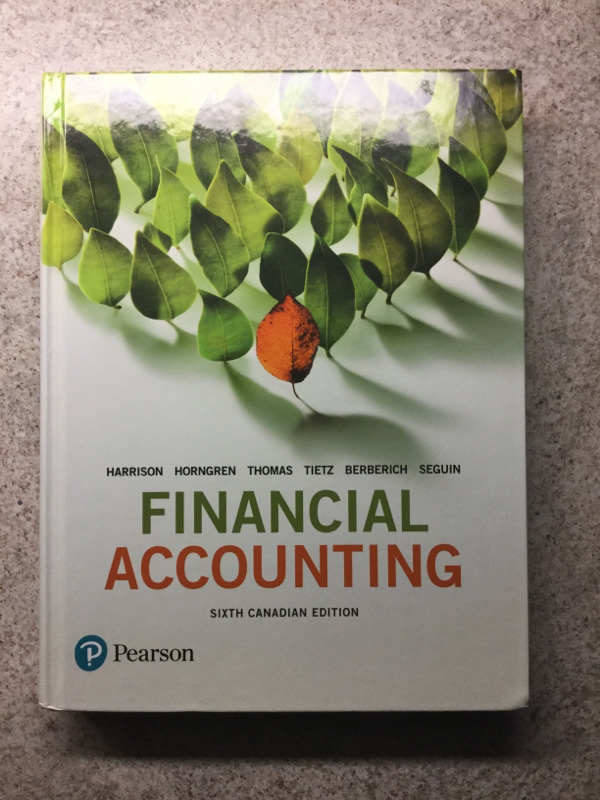 HARRISON HORNGREN THOMAS TIETZ BERBERICH SEGUIN
FINANCIAL
ACCOUNTING
SIXTH CANADIAN EDITION
P Pearson